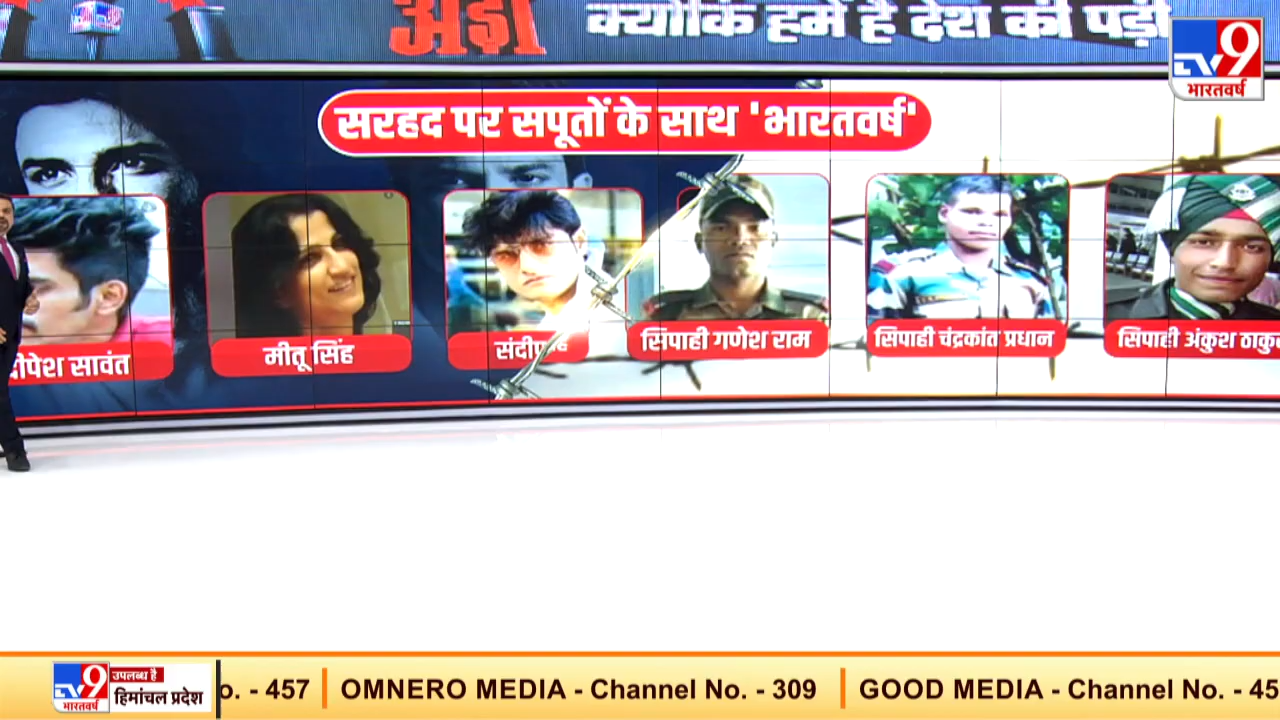 अड़ी
क्योंकि हमें है देश की पड़ी
TV9
भारतवर्ष
सरहद पर सपूतों के साथ 'भारतवर्ष'
दीपेश सावंत
मीतू सिंह
सिपाही गणेश राम
सिपाही चंद्रकांत प्रधान
सिपाही अंकुश
TV9
भारतवर्ष
उपलब्ध है
हिमांचल प्रदेश
o. - 457
OMNERO MEDIA - Channel No. - 309
GOOD MEDIA - Channel No. - 45